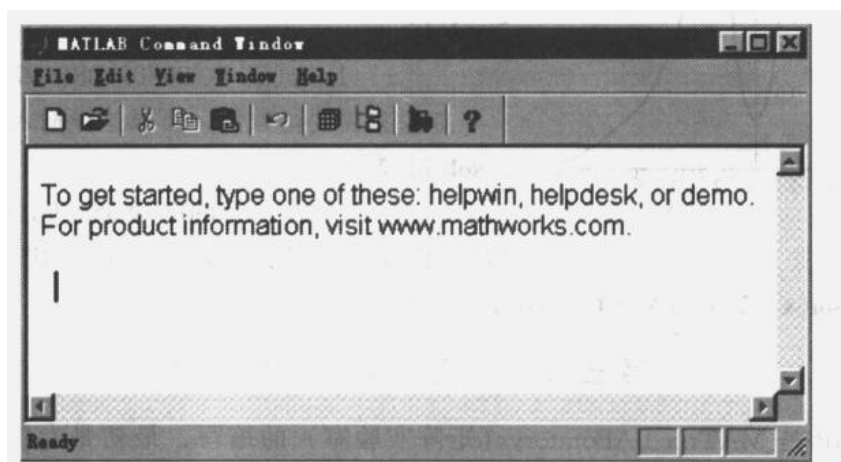 MATLAB Command Window
File Edit View Window Help
To get started, type one of these: helpwin, helpdesk, or demo.
For product information, visit www.mathworks.com.
Ready